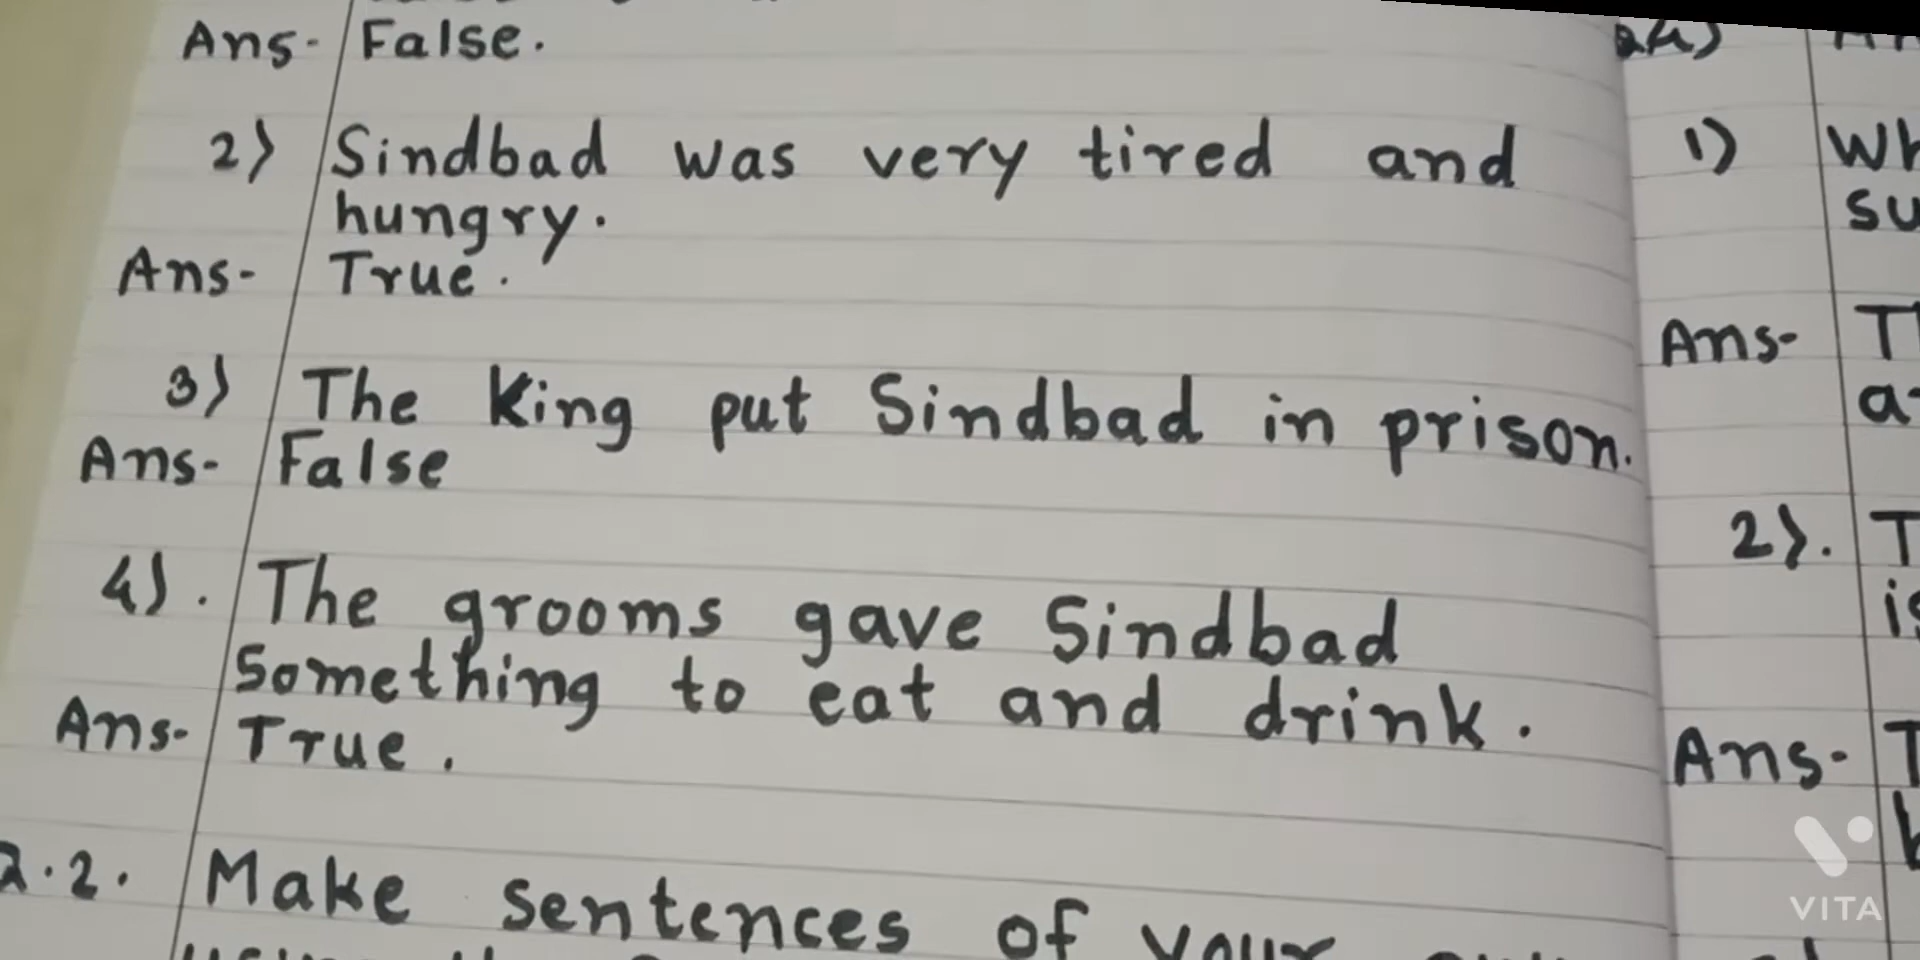 Ans- False.
2) Sindbad was very tired and
hungry.
Ans- True.
3) The King put Sindbad in prison.
Ans- False
4). The grooms gave Sindbad
Something to eat and drink.
Ans- True.
2.2. Make sentences of your
1)
Ans-
2).
Ans-
VITA